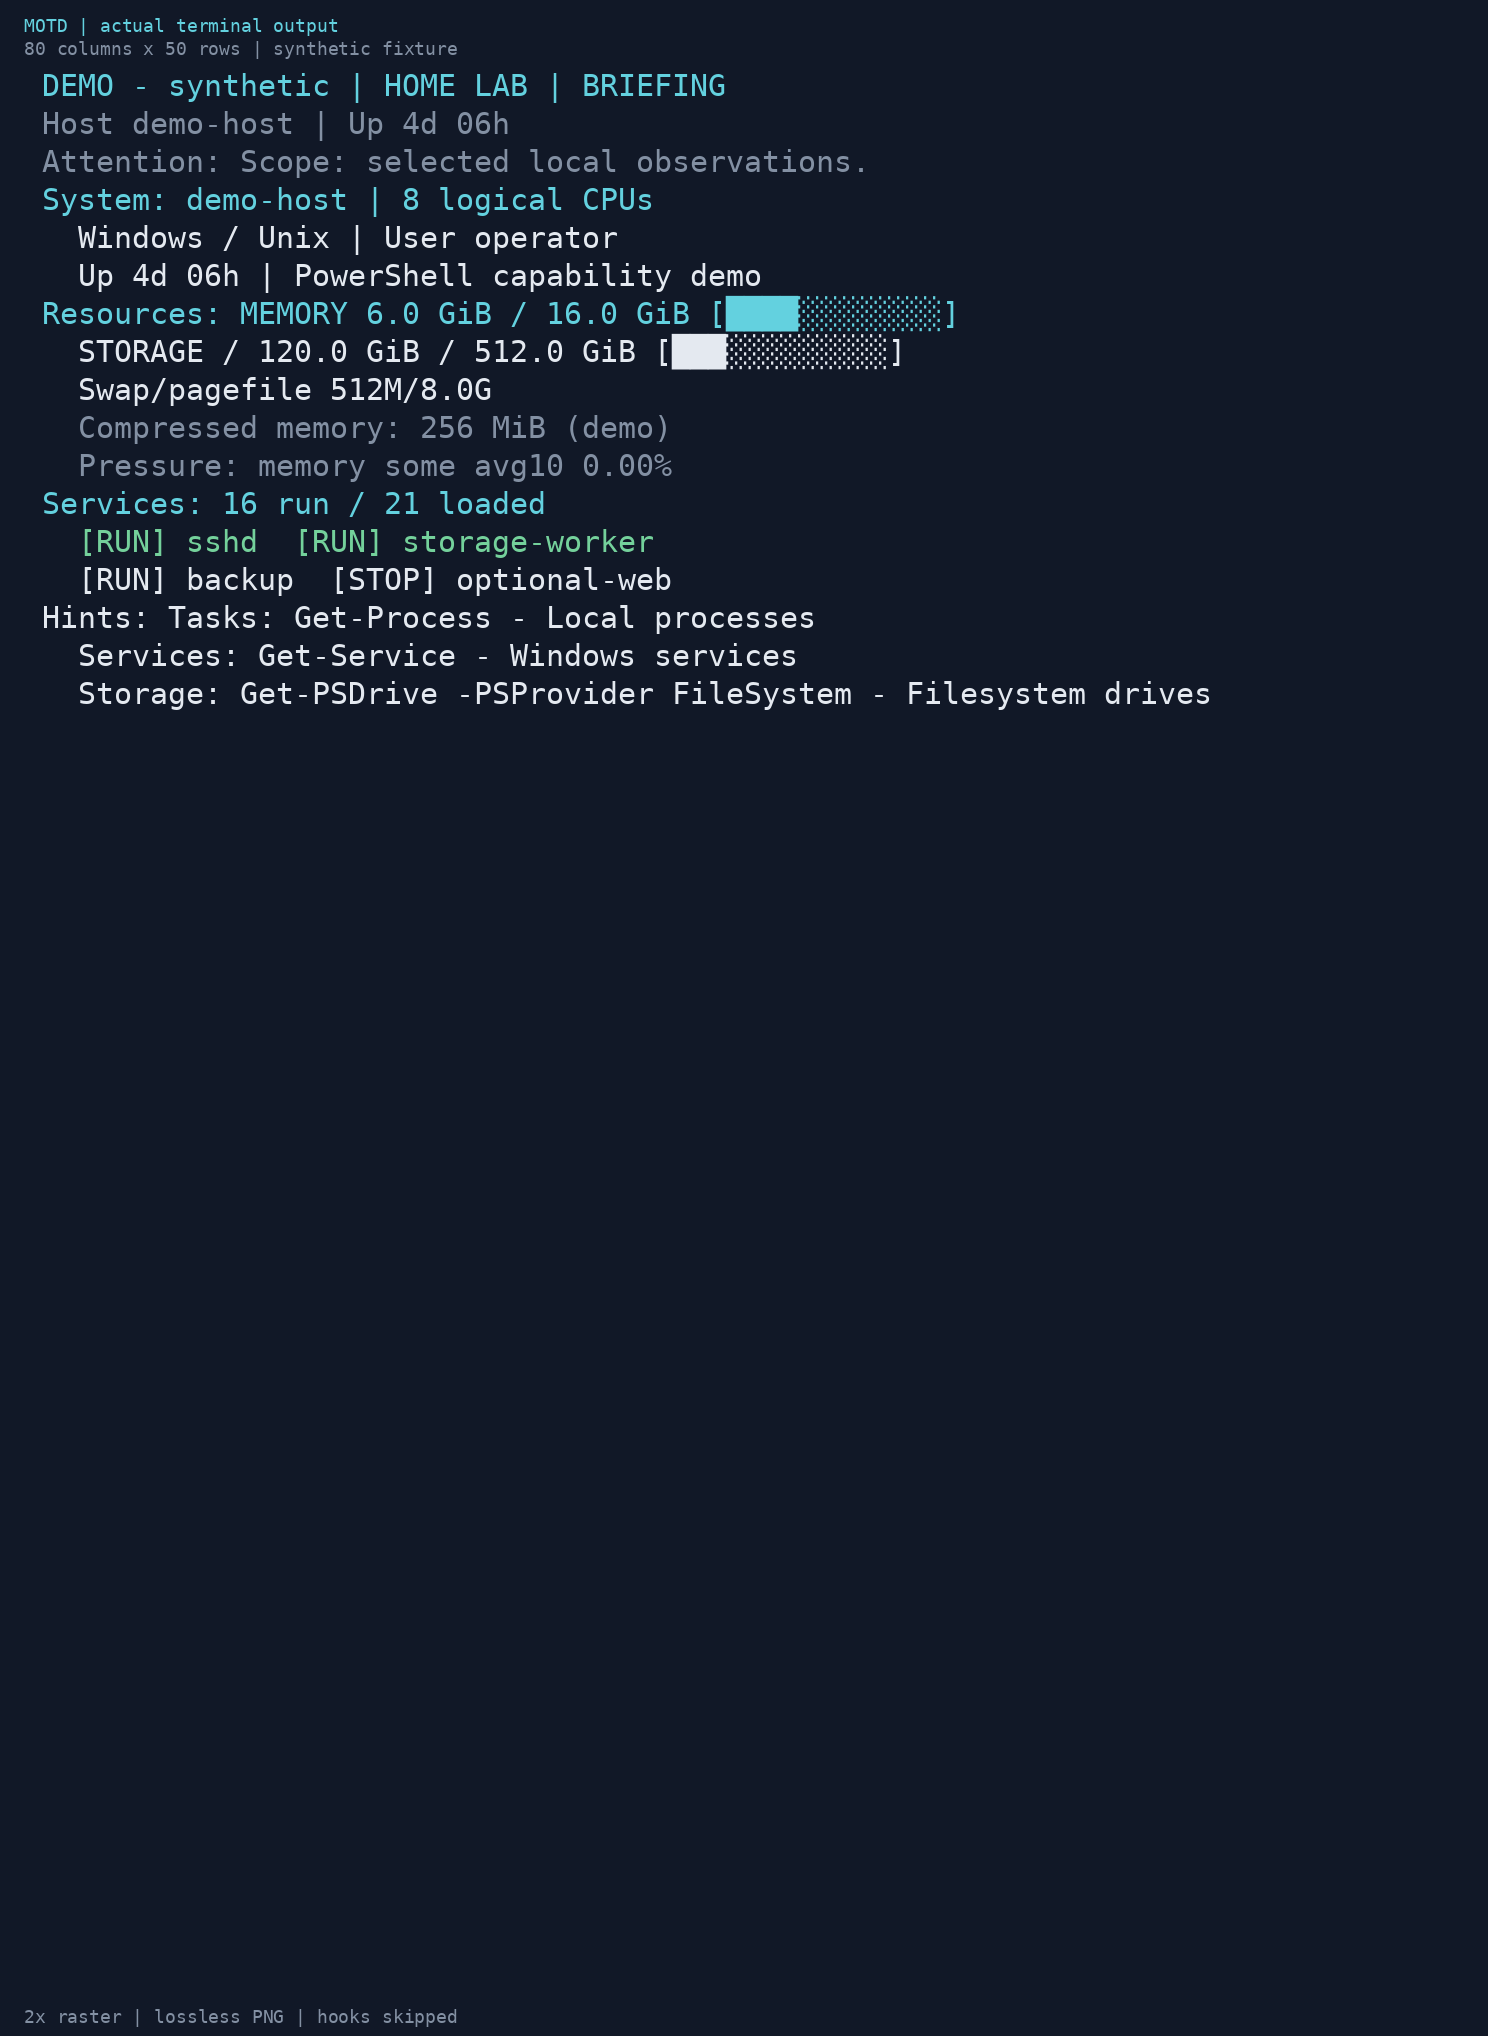 MOTD | actual terminal output
80 columns x 50 rows | synthetic fixture
DEMO - synthetic | HOME LAB | BRIEFING
Host demo-host | Up 4d 06h
Attention: Scope: selected local observations.
System: demo-host | 8 logical CPUs
  Windows / Unix | User operator
  Up 4d 06h | PowerShell capability demo
Resources: MEMORY 6.0 GiB / 16.0 GiB [████░░░░░░░░]
  STORAGE / 120.0 GiB / 512.0 GiB [███░░░░░░░░░]
  Swap/pagefile 512M/8.0G
  Compressed memory: 256 MiB (demo)
  Pressure: memory some avg10 0.00%
Services: 16 run / 21 loaded
  [RUN] sshd  [RUN] storage-worker
  [RUN] backup  [STOP] optional-web
Hints: Tasks: Get-Process - Local processes
  Services: Get-Service - Windows services
  Storage: Get-PSDrive -PSProvider FileSystem - Filesystem drives
2x raster | lossless PNG | hooks skipped